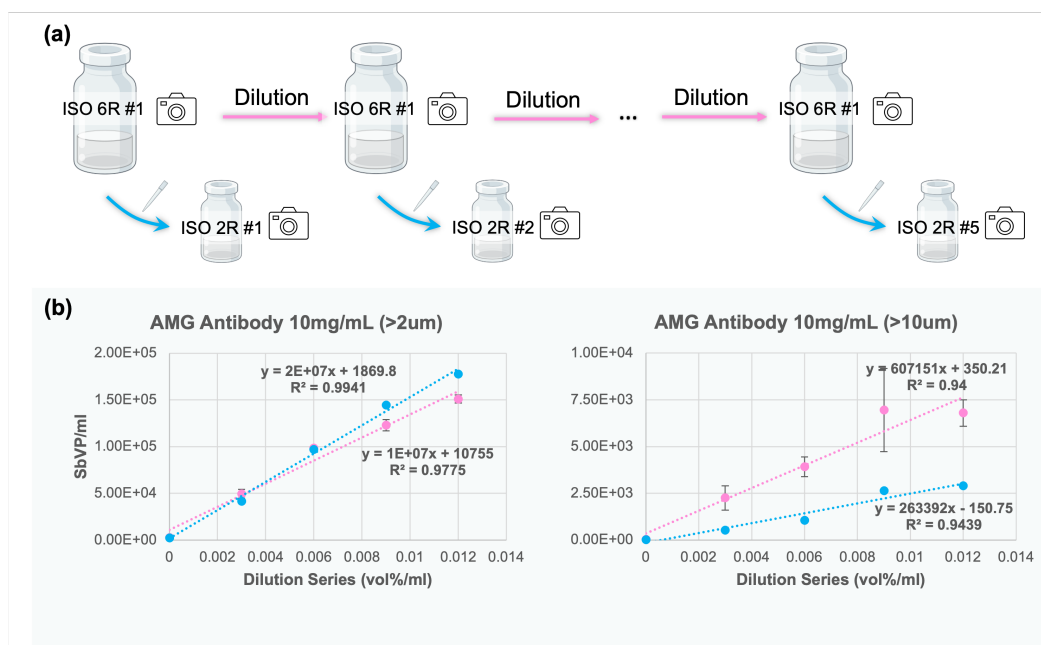 (a)
ISO 6R #1
Dilution
ISO 6R #1
Dilution
...
Dilution
ISO 6R #1
ISO 2R #1
ISO 2R #2
ISO 2R #5
(b)
AMG Antibody 10mg/mL (>2um)
2.00E+05
1.50E+05
1.00E+05
5.00E+04
0.00E+00
SbVP/ml
y = 2E+07x + 1869.8
R² = 0.9941
y = 1E+07x + 10755
R² = 0.9775
0 0.002 0.004 0.006 0.008 0.01 0.012 0.014
Dilution Series (vol%/ml)
AMG Antibody 10mg/mL (>10um)
1.00E+04
7.50E+03
5.00E+03
2.50E+03
0.00E+00
y = 607151x + 350.21
R² = 0.94
y = 263392x - 150.75
R² = 0.9439
0 0.002 0.004 0.006 0.008 0.01 0.012 0.014
Dilution Series (vol%/ml)